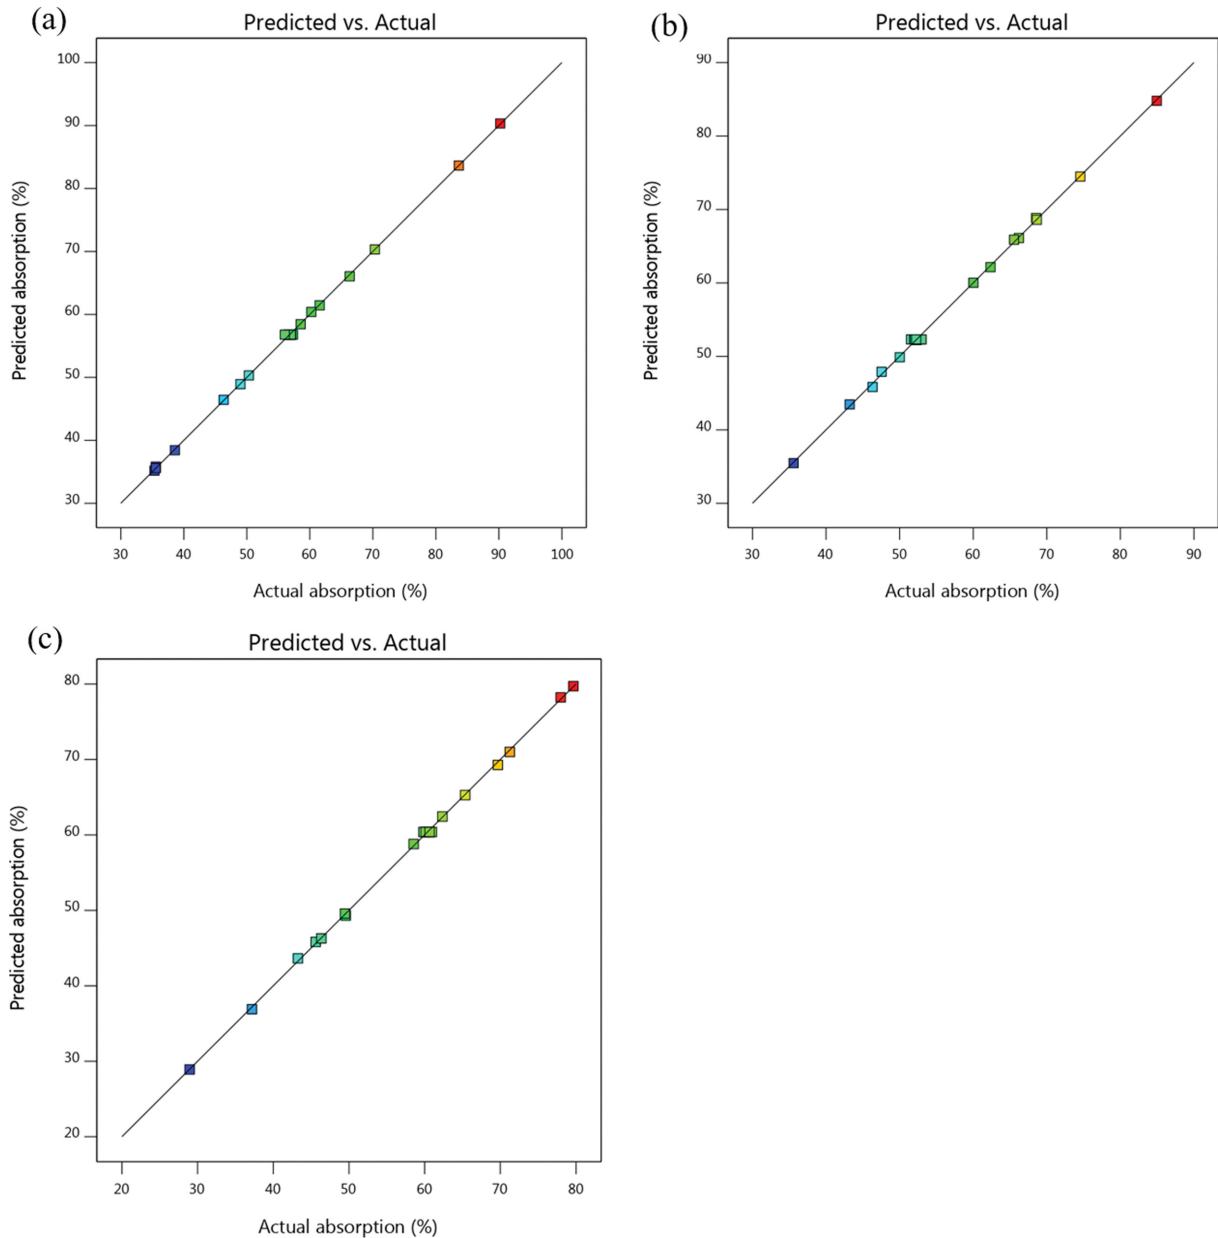 (a)
Predicted vs. Actual
100
90
80
70
60
50
40
30
Predicted absorption (%)
30 40 50 60 70 80 90 100
Actual absorption (%)
(b)
Predicted vs. Actual
90
80
70
60
50
40
30
Predicted absorption (%)
30 40 50 60 70 80 90
Actual absorption (%)
(c)
Predicted vs. Actual
80
70
60
50
40
30
20
Predicted absorption (%)
20 30 40 50 60 70 80
Actual absorption (%)